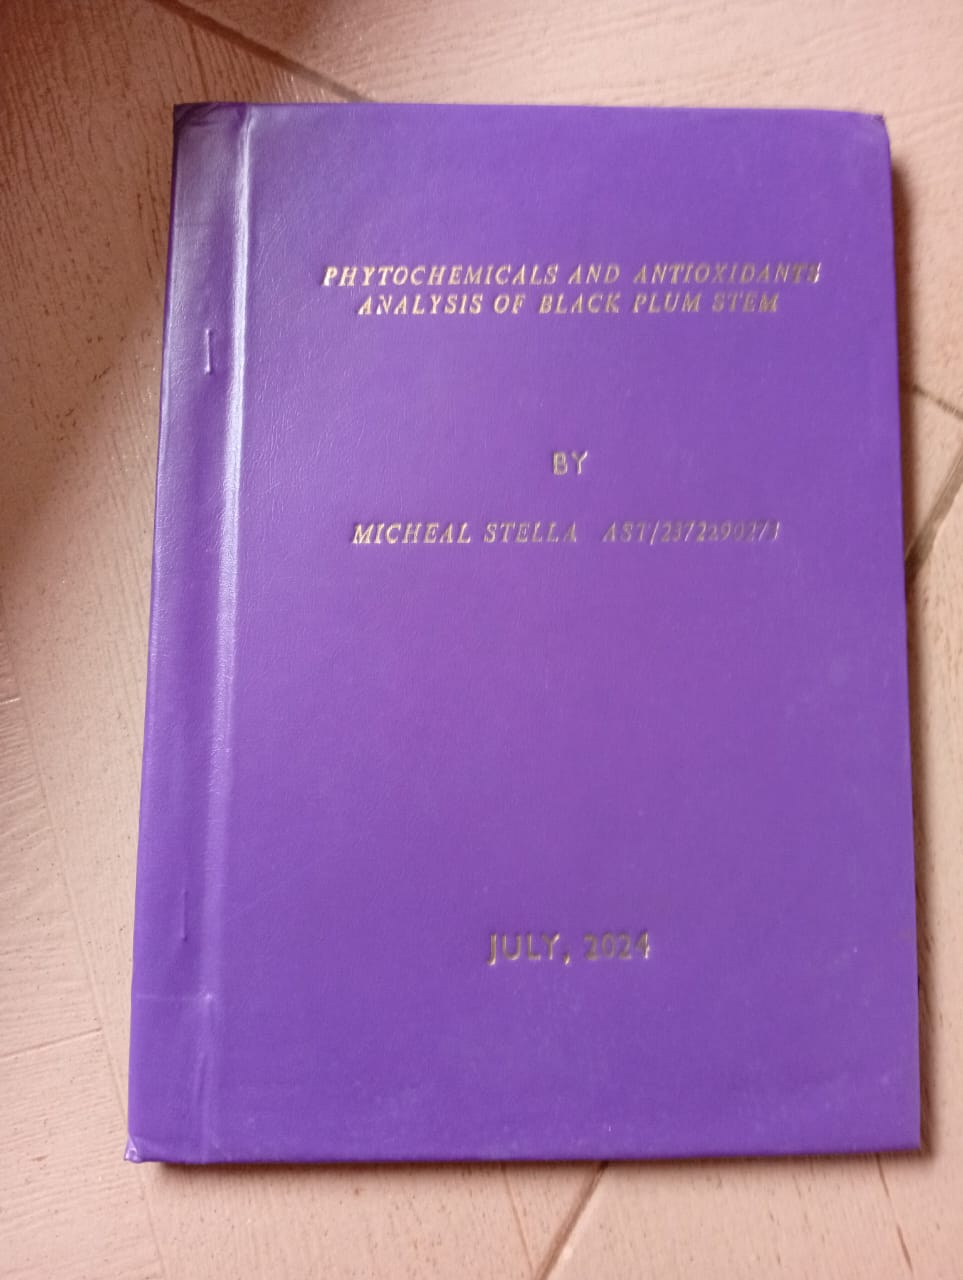 PHYTOCHEMICALS AND ANTIOXIDANTS
ANALYSIS OF BLACK PLUM STEM
BY
MICHEAL STELLA
JULY, 2024